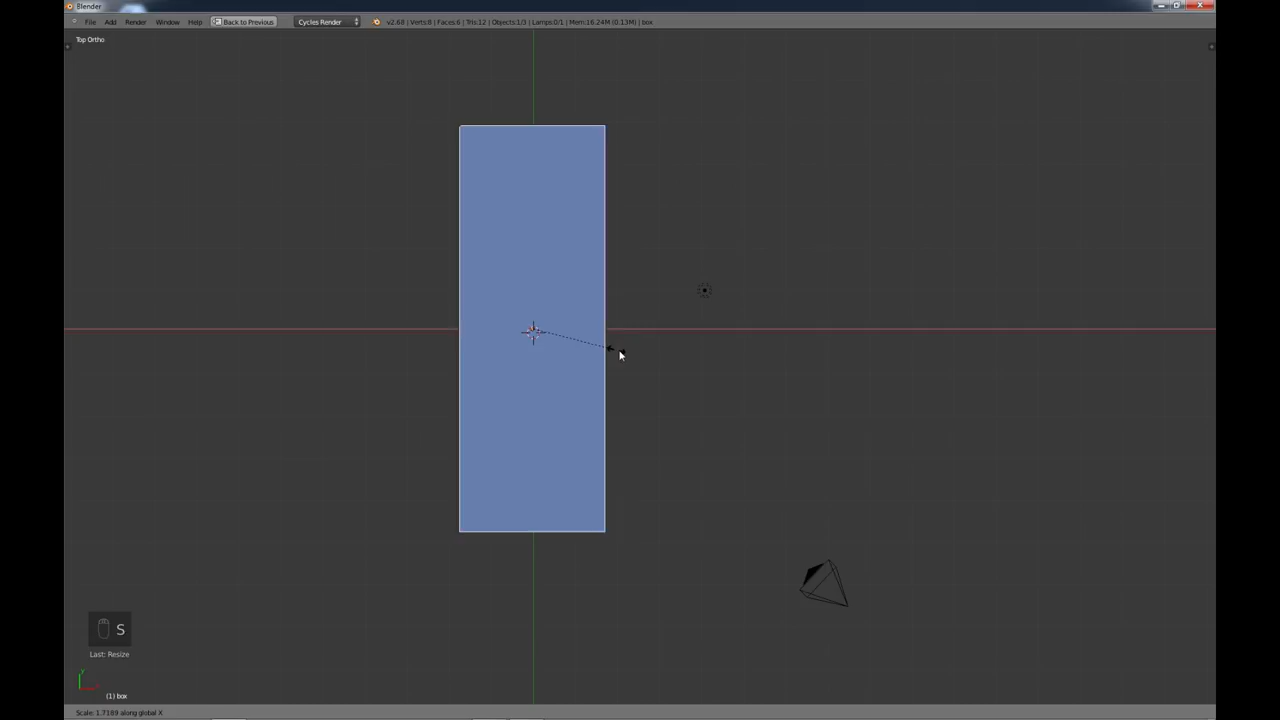 Blender
File Add Render Window Help Back to Previous Cycles Render v2.68 | Verts:8 | Faces:6 | Tris:12 | Objects:1/3 | Lamps:0/1 | Mem:16.24M (0.13M) | box
Top Ortho
S
Last: Resize
(1) box
Scale: 1.7189 along global X